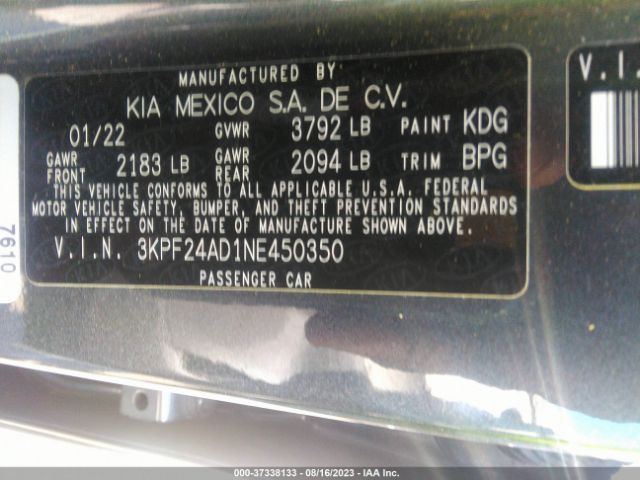 MANUFACTURED BY
KIA MEXICO S.A. DE C.V.
01/22 GVWR 3792 LB PAINT KDG
GAWR FRONT 2183 LB GAWR REAR 2094 LB TRIM BPG
THIS VEHICLE CONFORMS TO ALL APPLICABLE U.S.A. FEDERAL
MOTOR VEHICLE SAFETY, BUMPER, AND THEFT PREVENTION STANDARDS
IN EFFECT ON THE DATE OF MANUFACTURE SHOWN ABOVE.
V.I.N. 3KPF24AD1NE450350
PASSENGER CAR
7610
V.I.
000-37338133 - 08/16/2023 - IAA Inc.